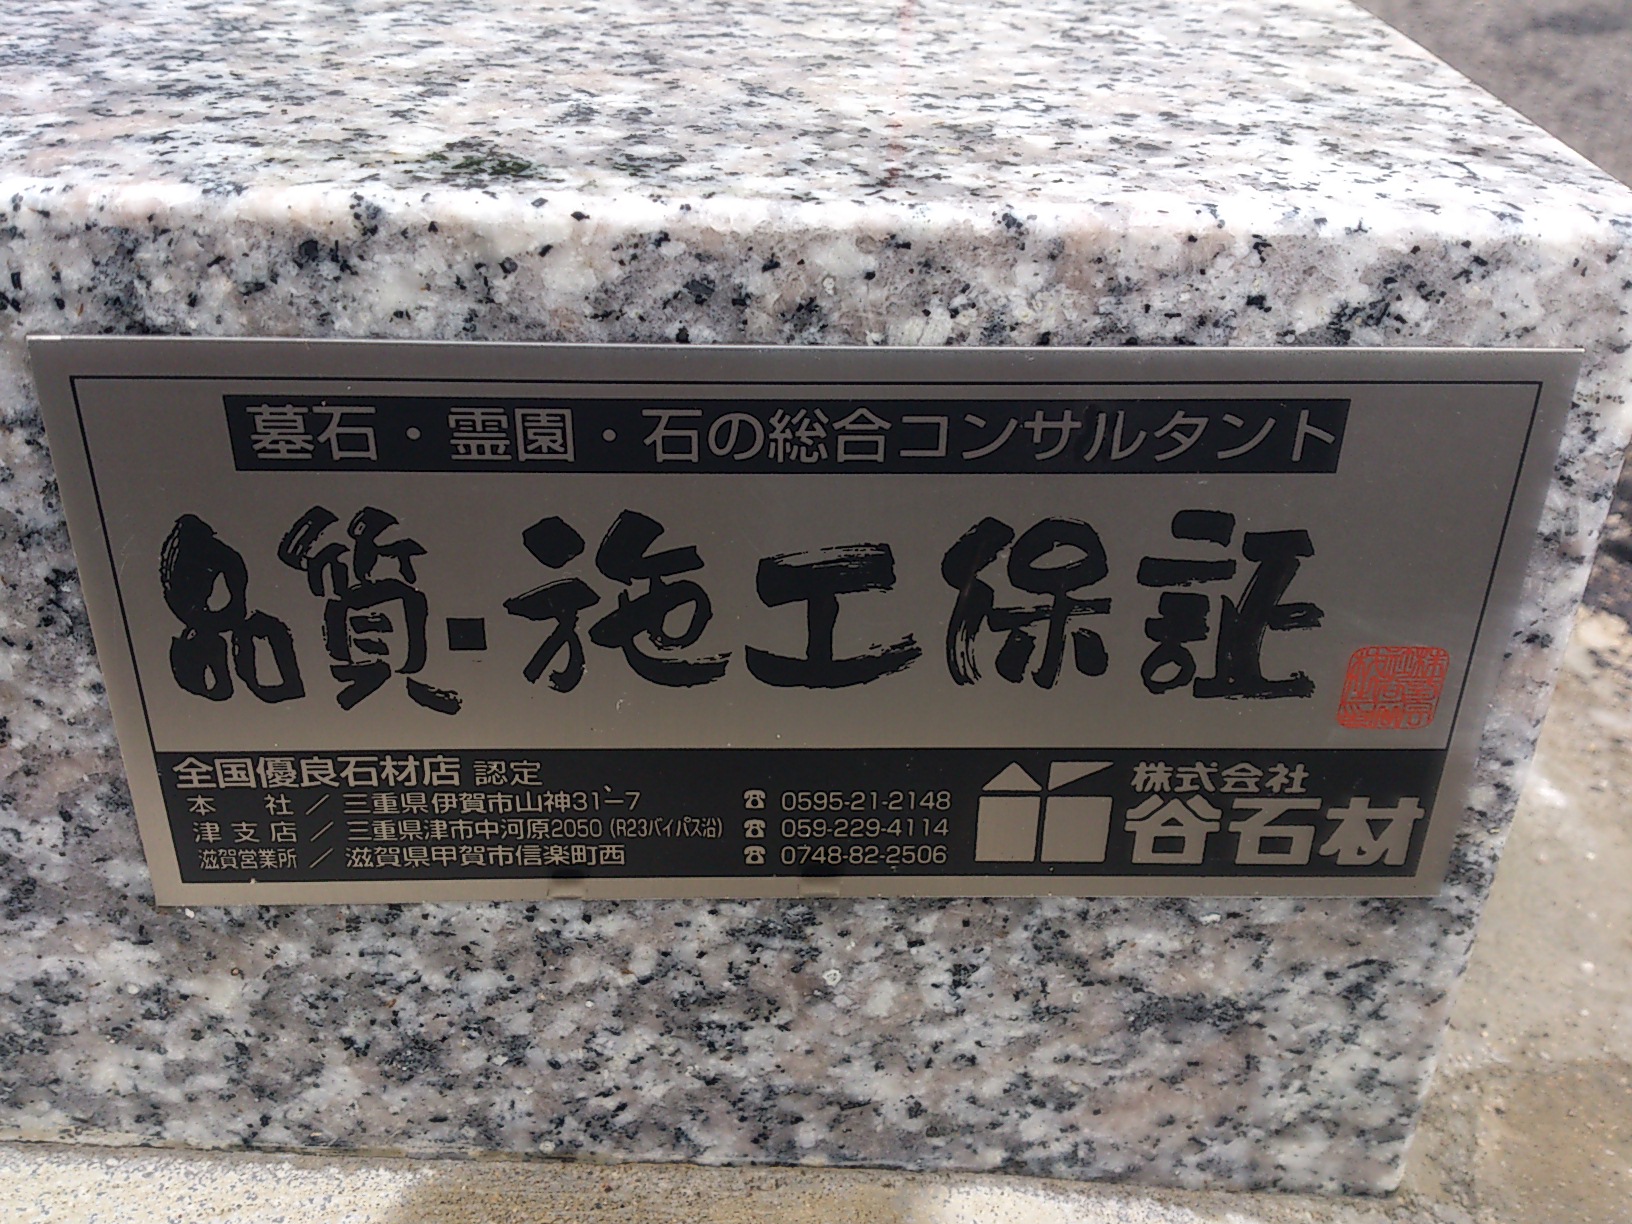 墓石・霊園・石の総合コンサルタント
品質・施工保証
全国優良石材店 認定
本社／三重県伊賀市山神31-7 ☎ 0595-21-2148
津支店／三重県津市中河原2050(R23バイパス沿) ☎ 059-229-4114
滋賀営業所／滋賀県甲賀市信楽町西 ☎ 0748-82-2506
株式会社
谷石材